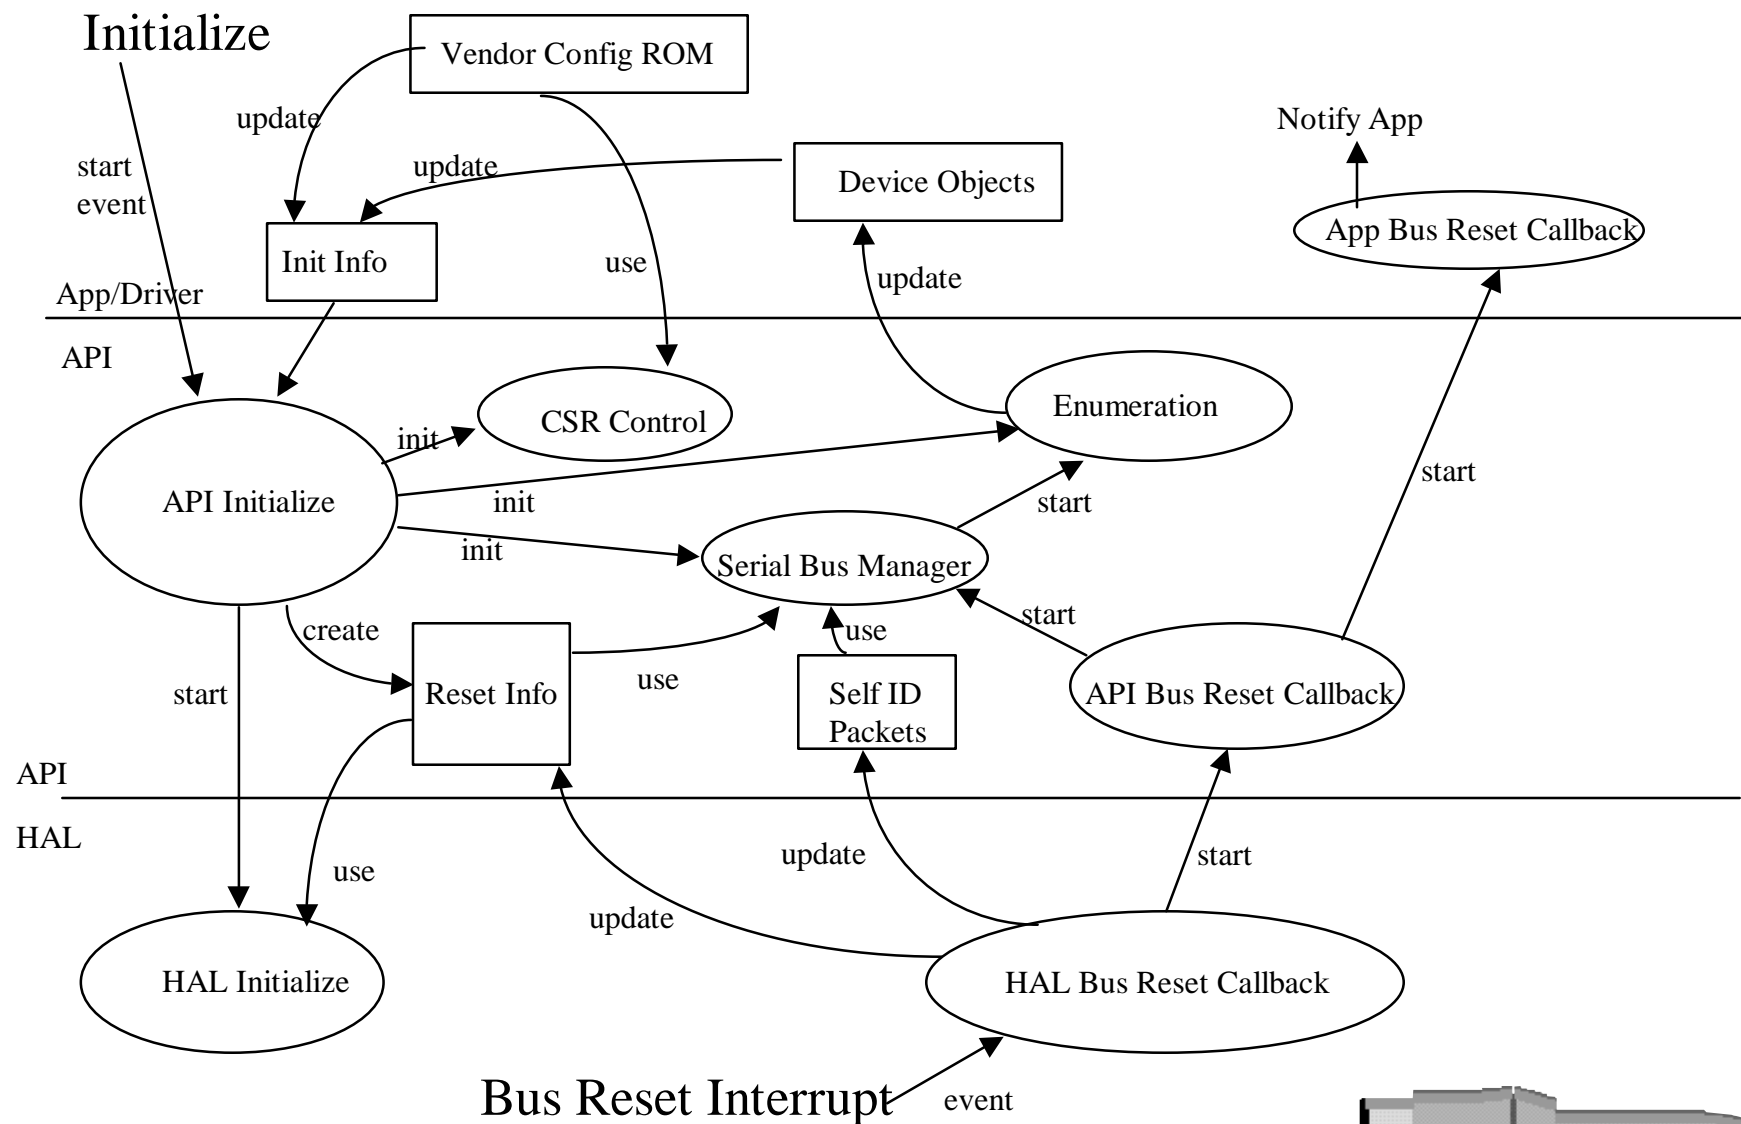 Initialize
Vendor Config ROM
update
Notify App
start
event
update
Device Objects
App Bus Reset Callback
Init Info
use
update
App/Driver
API
CSR Control
Enumeration
init
start
API Initialize
init
start
init
Serial Bus Manager
create
use
start
start
Reset Info
use
Self ID
Packets
API Bus Reset Callback
API
HAL
update
start
use
update
HAL Initialize
HAL Bus Reset Callback
Bus Reset Interrupt
event